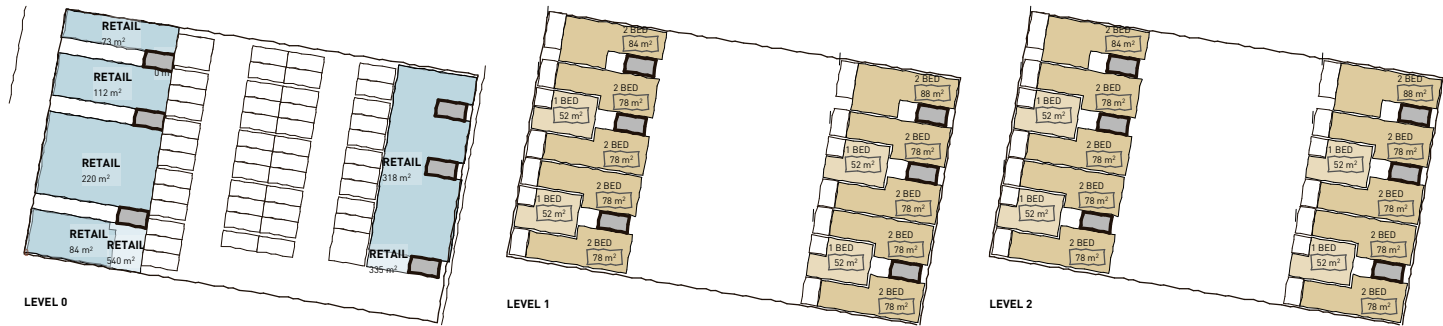 RETAIL
73 m²
0 m
RETAIL
112 m²
RETAIL
220 m²
RETAIL
84 m²
RETAIL
540 m²
RETAIL
318 m²
RETAIL
335 m²
LEVEL 0
2 BED
84 m²
2 BED
78 m²
1 BED
52 m²
2 BED
78 m²
2 BED
78 m²
1 BED
52 m²
2 BED
78 m²
2 BED
88 m²
2 BED
78 m²
1 BED
52 m²
2 BED
78 m²
2 BED
78 m²
1 BED
52 m²
2 BED
78 m²
LEVEL 1
2 BED
84 m²
2 BED
78 m²
1 BED
52 m²
2 BED
78 m²
2 BED
78 m²
1 BED
52 m²
2 BED
78 m²
2 BED
88 m²
2 BED
78 m²
1 BED
52 m²
2 BED
78 m²
2 BED
78 m²
1 BED
52 m²
2 BED
78 m²
LEVEL 2